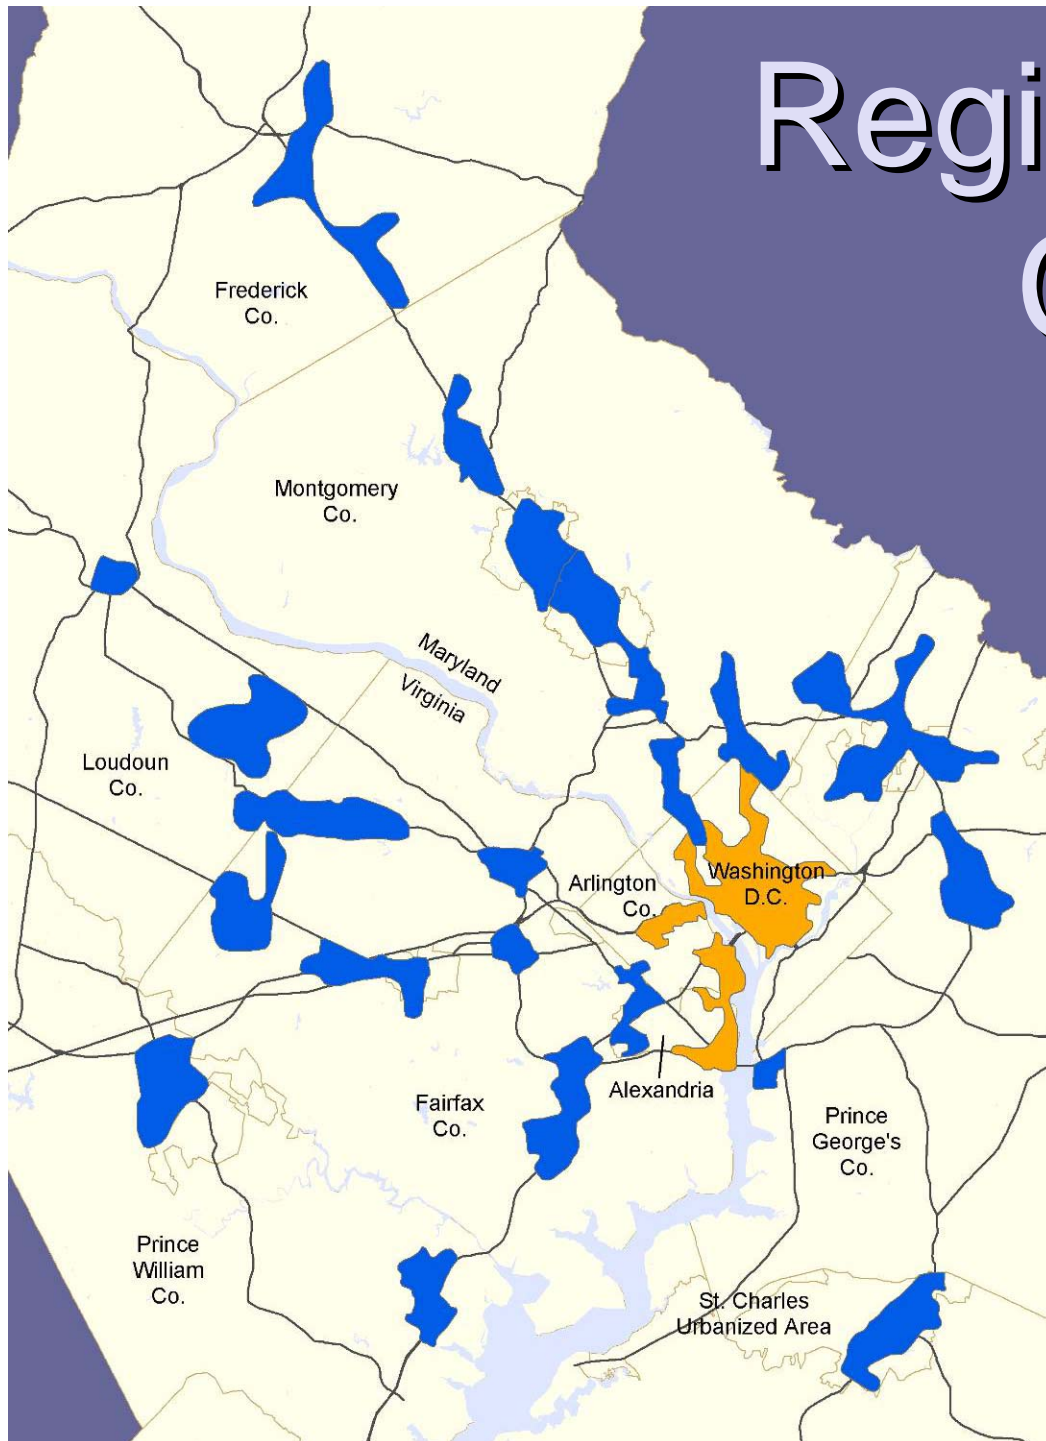 Regi
Frederick
Co.
Montgomery
Co.
Maryland
Virginia
Loudoun
Co.
Arlington
Co.
Washington
D.C.
Alexandria
Fairfax
Co.
Prince
George's
Co.
Prince
William
Co.
St. Charles
Urbanized Area